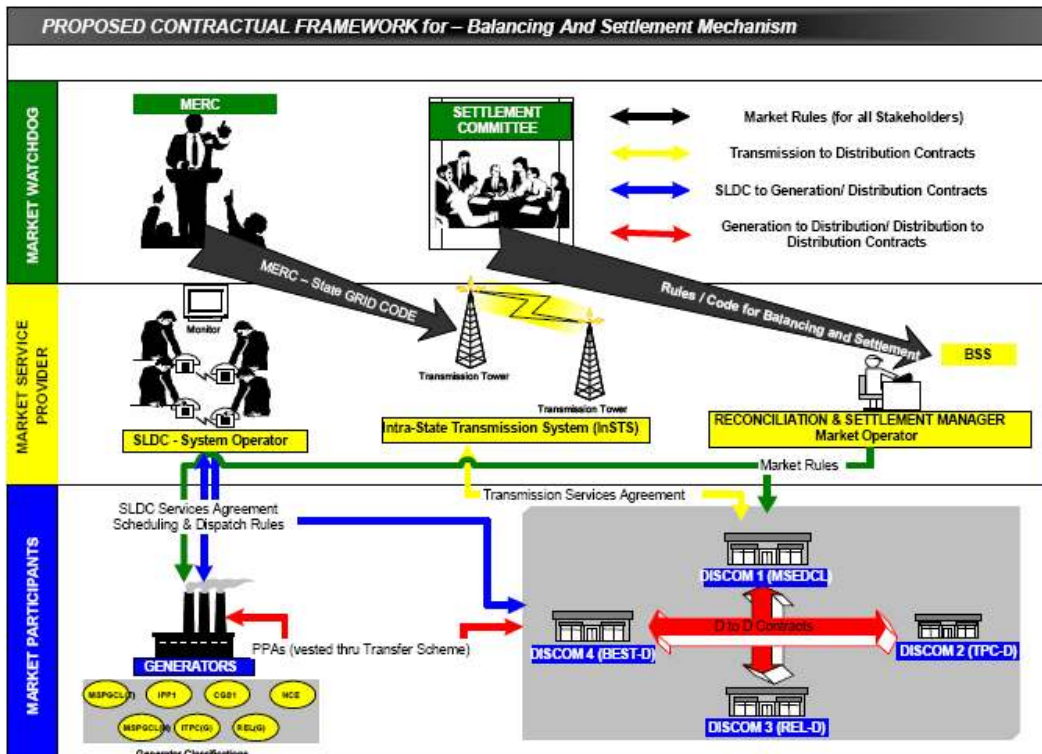 PROPOSED CONTRACTUAL FRAMEWORK for – Balancing And Settlement Mechanism
MARKET WATCHDOG
MERC
SETTLEMENT
COMMITTEE
Market Rules (for all Stakeholders)
Transmission to Distribution Contracts
SLDC to Generation/ Distribution Contracts
Generation to Distribution/ Distribution to
Distribution Contracts
MERC – State GRID CODE
Rules / Code for Balancing and Settlement
MARKET SERVICE
PROVIDER
Monitor
Transmission Tower
Transmission Tower
BSS
SLDC - System Operator
Intra-State Transmission System (InSTS)
RECONCILIATION & SETTLEMENT MANAGER
Market Operator
Market Rules
MARKET PARTICIPANTS
SLDC Services Agreement
Scheduling & Dispatch Rules
Transmission Services Agreement
DISCOM 1 (MSEDCL)
D to D Contracts
DISCOM 4 (BEST-D)
DISCOM 2 (TPC-D)
DISCOM 3 (REL-D)
PPAs (vested thru Transfer Scheme)
GENERATORS
MSPGCL(T)
IPP1
CGS1
NCE
MSPGCL(H)
ITPC(G)
REL(G)
Generator Classifications